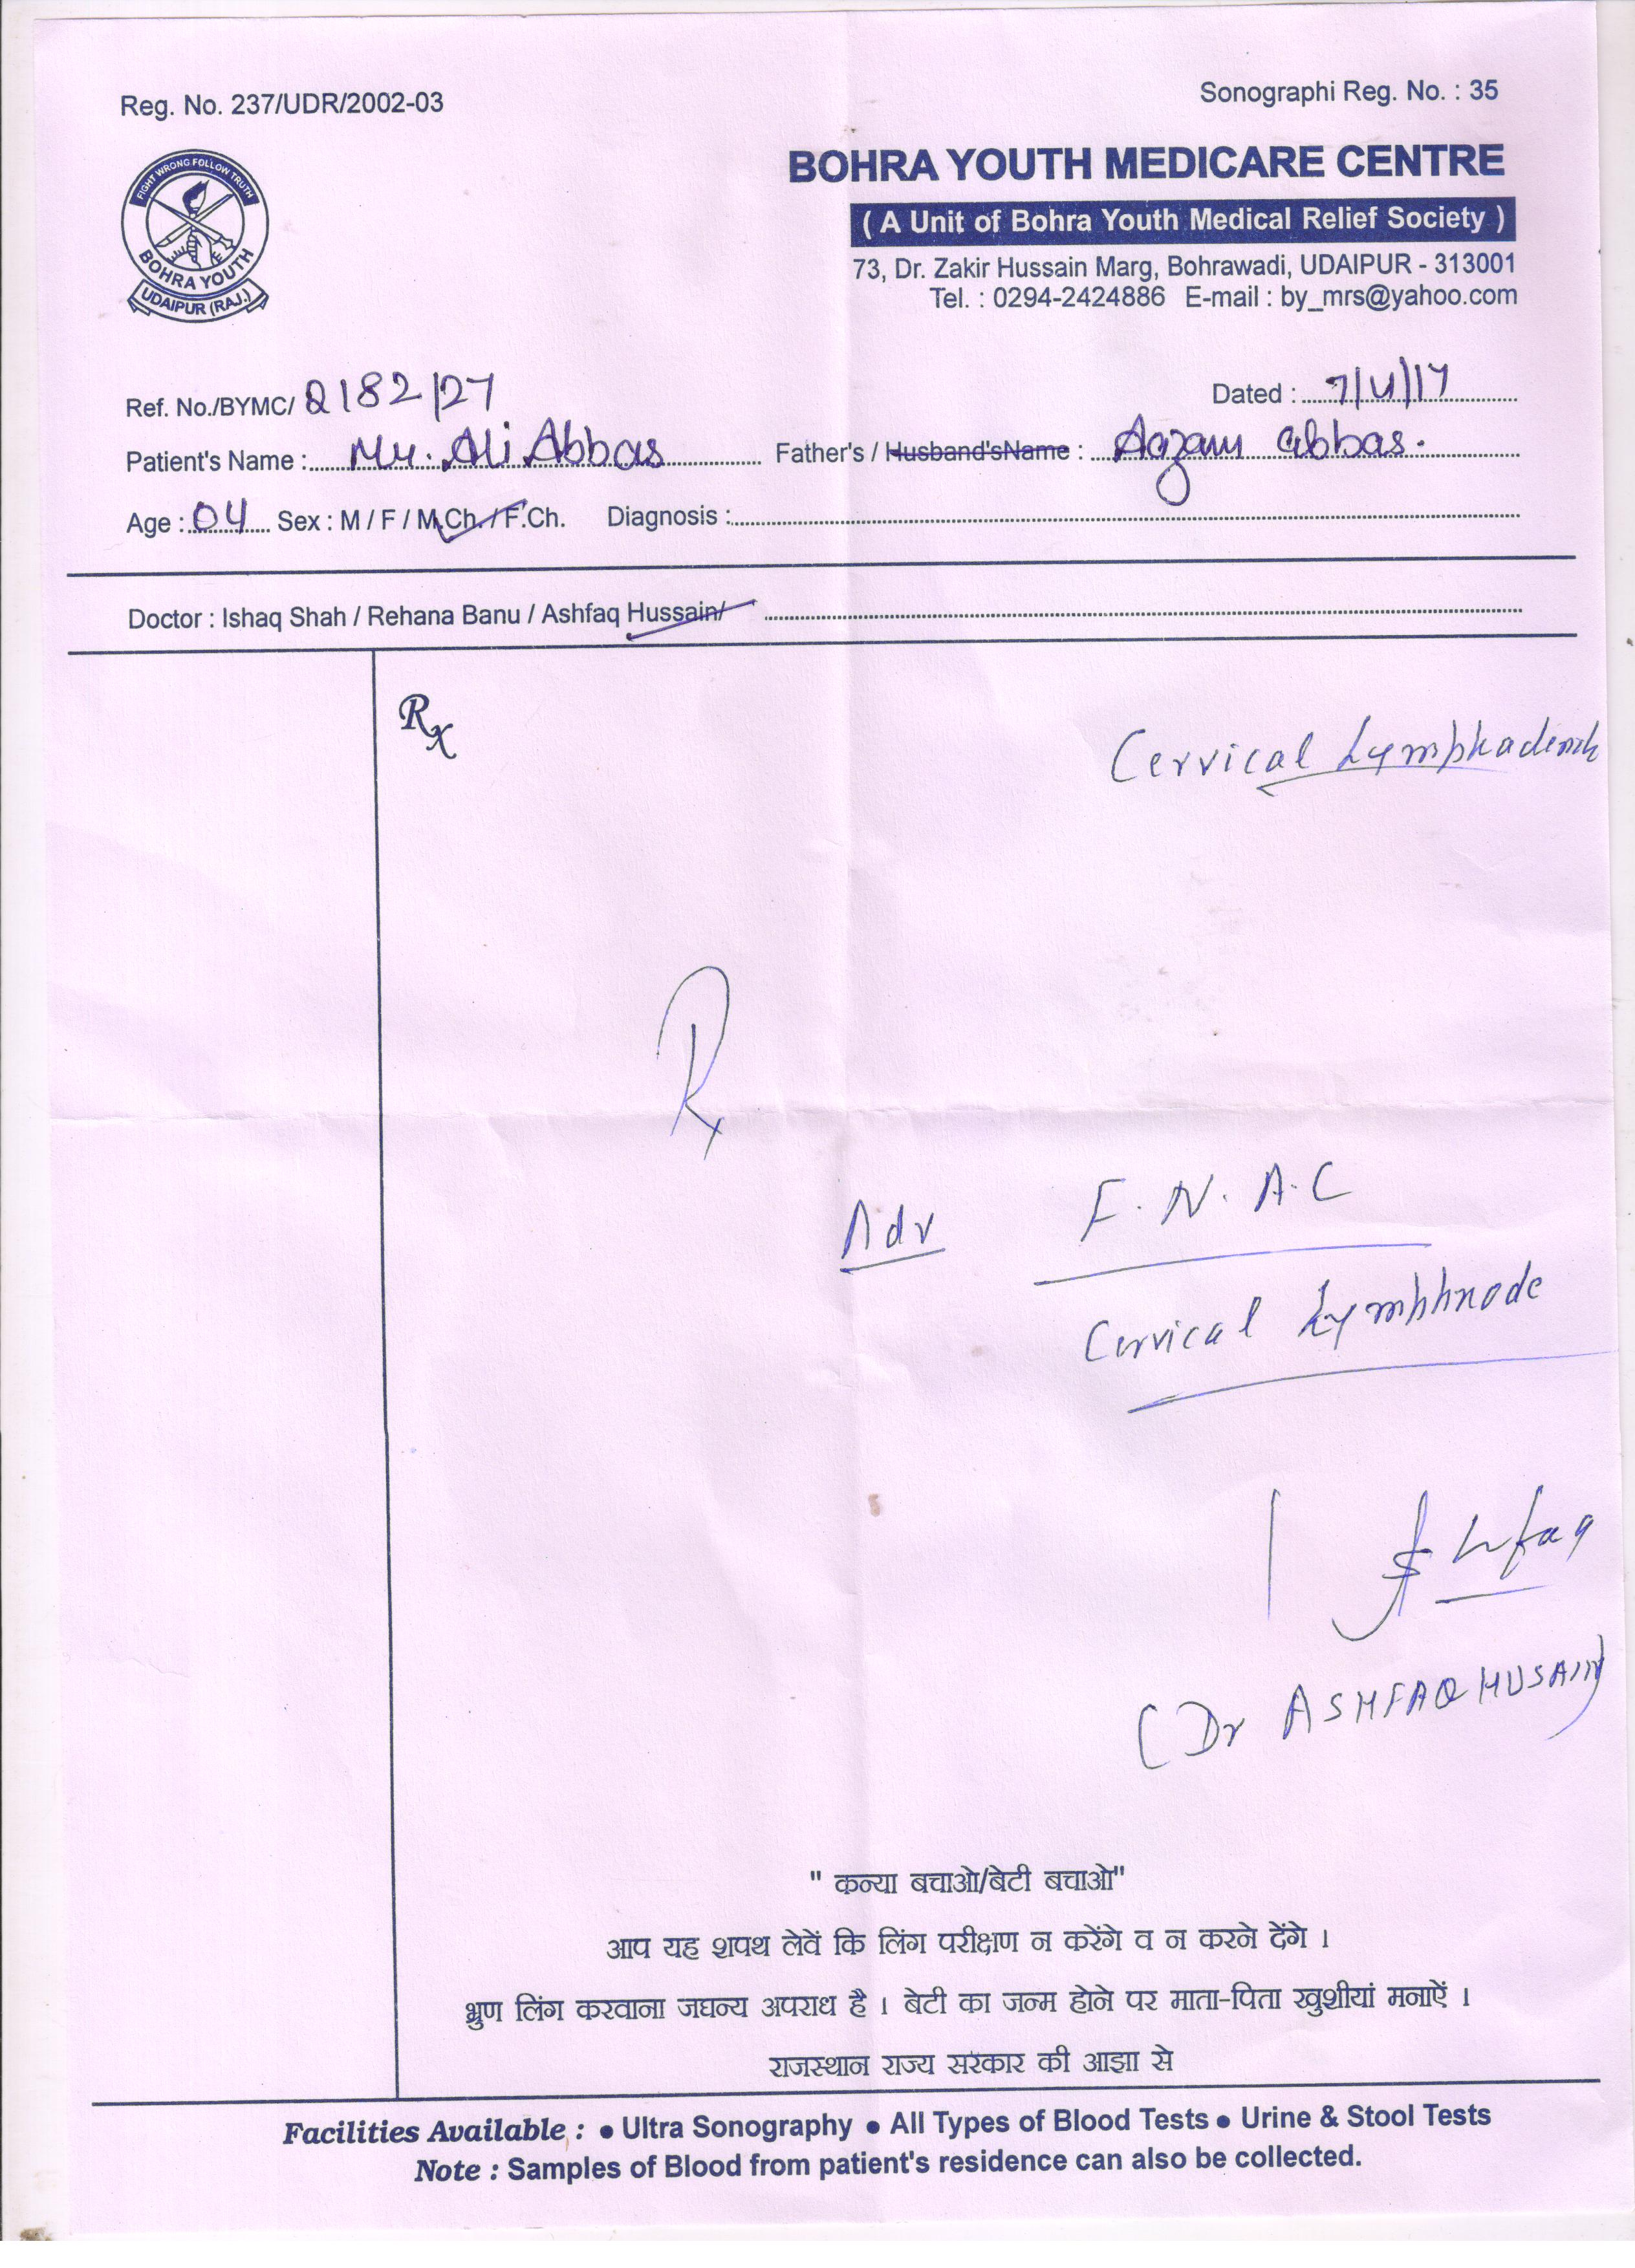 Reg. No. 237/UDR/2002-03
Sonographi Reg. No. : 35
FIGHT WRONG FOLLOW TRUTH
BOHRA YOUTH
UDAIPUR (RAJ.)
BOHRA YOUTH MEDICARE CENTRE
( A Unit of Bohra Youth Medical Relief Society )
73, Dr. Zakir Hussain Marg, Bohrawadi, UDAIPUR - 313001
Tel. : 0294-2424886 E-mail : by_mrs@yahoo.com
Ref. No./BYMC/ 2182/27 Dated : 7/4/17
Patient's Name : Mr. Ali Abbas Father's / Husband'sName : Aazam abbas.
Age : 04 Sex : M / F / M.Ch. / F.Ch. Diagnosis :
Doctor : Ishaq Shah / Rehana Banu / Ashfaq Hussain/
Rx
Cervical
Rx
Adv F.N.A.C
Cervical Lymphnode
(Dr ASHFAQ HUSAIN)
" कन्या बचाओ/बेटी बचाओ"
आप यह शपथ लेवें कि लिंग परीक्षण न करेंगे व न करने देंगे ।
भ्रुण लिंग करवाना जघन्य अपराध है । बेटी का जन्म होने पर माता-पिता खुशीयां मनाऐं ।
राजस्थान राज्य सरकार की आज्ञा से
Facilities Available : • Ultra Sonography • All Types of Blood Tests • Urine & Stool Tests
Note : Samples of Blood from patient's residence can also be collected.